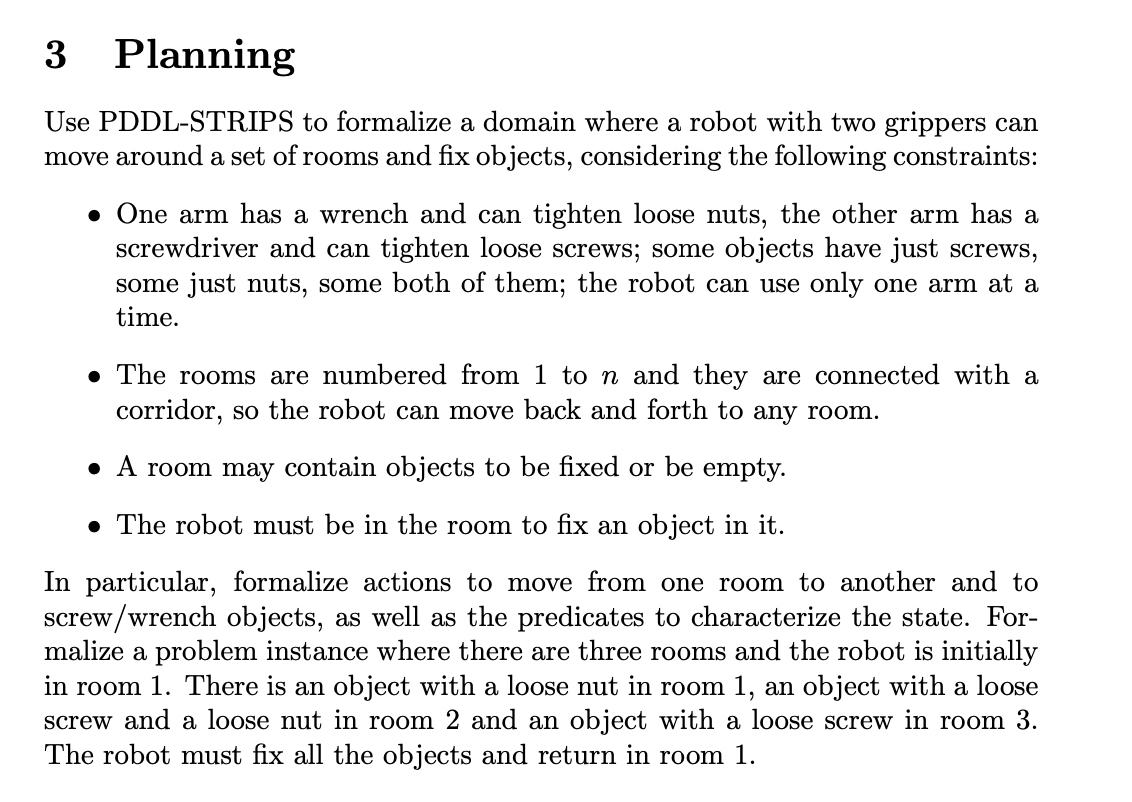 3 Planning
Use PDDL-STRIPS to formalize a domain where a robot with two grippers can
move around a set of rooms and fix objects, considering the following constraints:
• One arm has a wrench and can tighten loose nuts, the other arm has a
screwdriver and can tighten loose screws; some objects have just screws,
some just nuts, some both of them; the robot can use only one arm at a
time.
• The rooms are numbered from 1 to n and they are connected with a
corridor, so the robot can move back and forth to any room.
• A room may contain objects to be fixed or be empty.
• The robot must be in the room to fix an object in it.
In particular, formalize actions to move from one room to another and to
screw/wrench objects, as well as the predicates to characterize the state. For-
malize a problem instance where there are three rooms and the robot is initially
in room 1. There is an object with a loose nut in room 1, an object with a loose
screw and a loose nut in room 2 and an object with a loose screw in room 3.
The robot must fix all the objects and return in room 1.